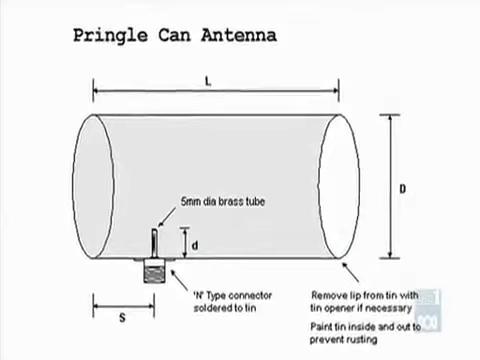 Pringle Can Antenna
L
5mm dia brass tube
D
d
'N' Type connector
soldered to tin
S
Remove lip from tin with
tin opener if necessary
Paint tin inside and out to
prevent rusting